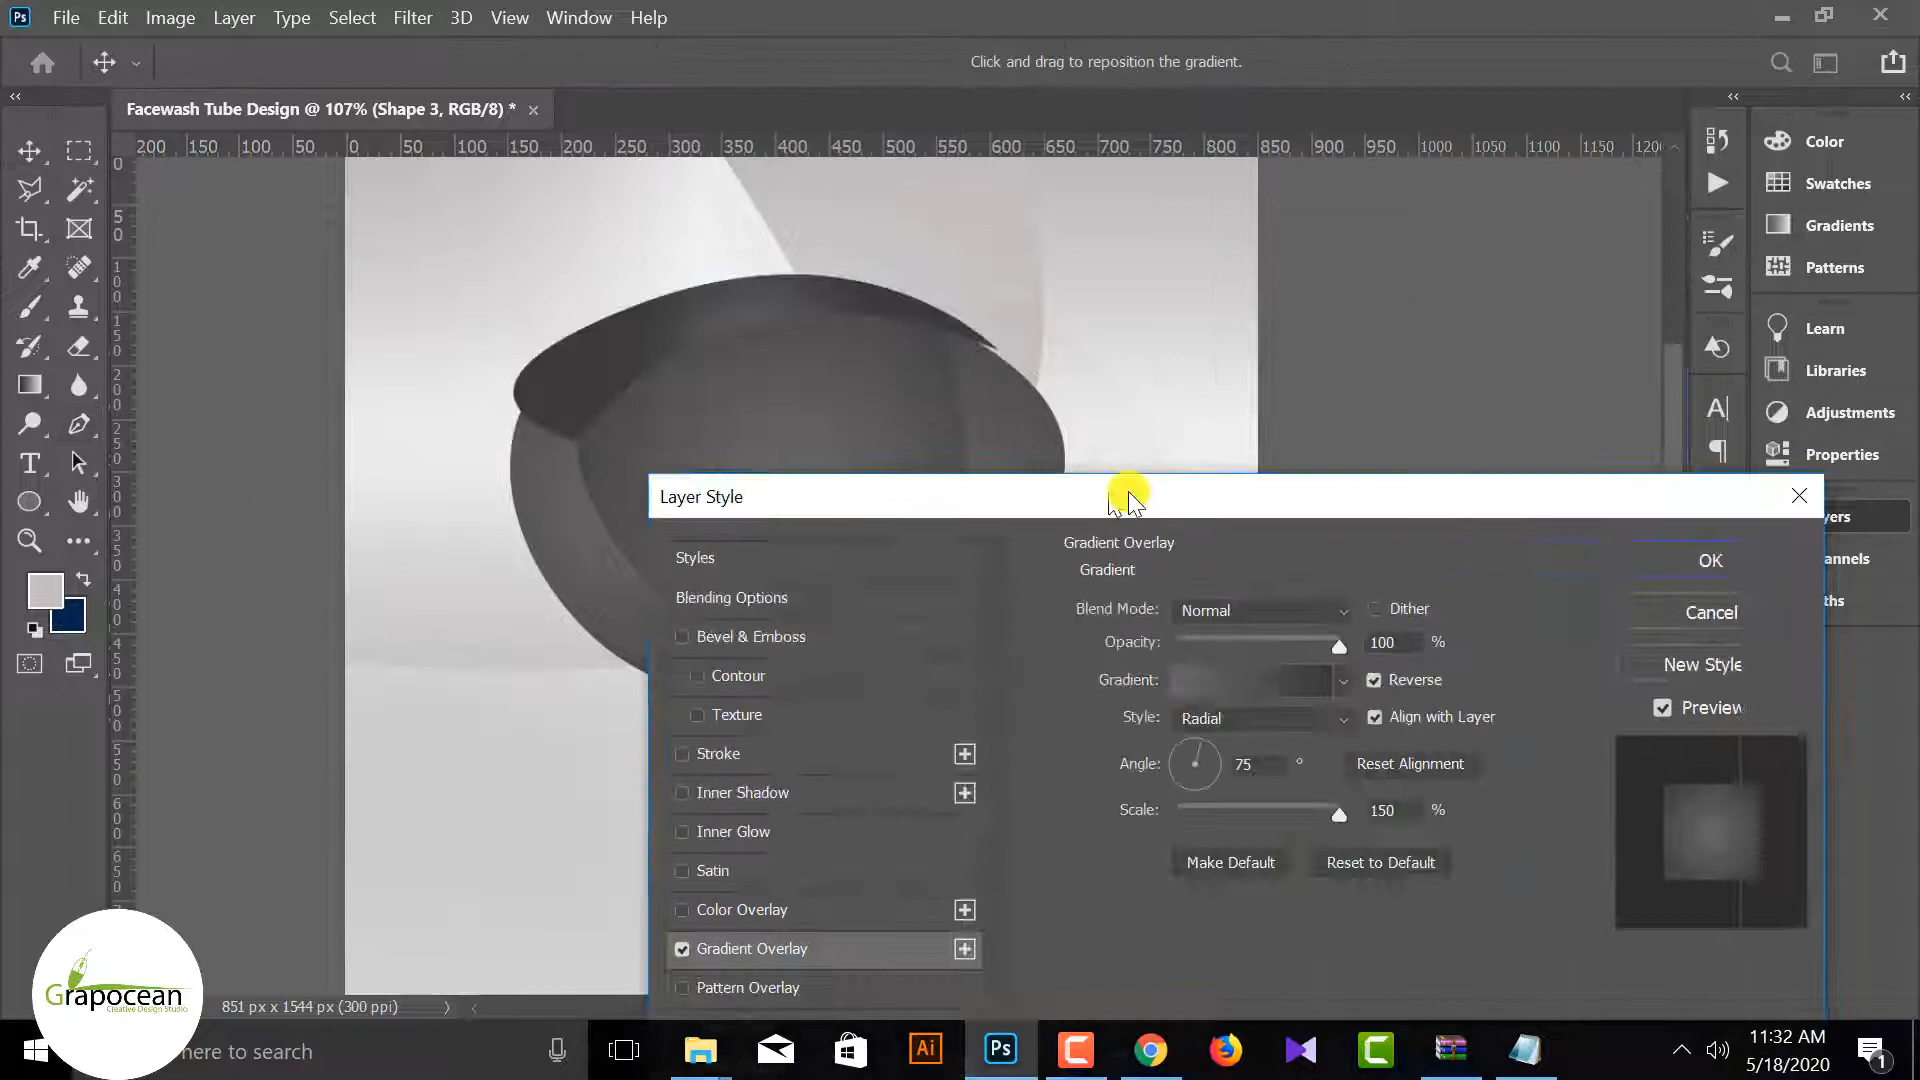 Ps File Edit Image Layer Type Select Filter 3D View Window Help
Click and drag to reposition the gradient.
Facewash Tube Design @ 107% (Shape 3, RGB/8) *
200 150 100 50 0 50 100 150 200 250 300 350 400 450 500 550 600 650 700 750 800 850 900 950 1000 1050 1100 1150
Color
Swatches
Gradients
Patterns
Learn
Libraries
Adjustments
Properties
yers
annels
ths
Layer Style
Styles
Blending Options
Bevel & Emboss
Contour
Texture
Stroke
Inner Shadow
Inner Glow
Satin
Color Overlay
Gradient Overlay
Pattern Overlay
Gradient Overlay
Gradient
Blend Mode: Normal Dither
Opacity: 100 %
Gradient: Reverse
Style: Radial Align with Layer
Angle: 75 ° Reset Alignment
Scale: 150 %
Make Default Reset to Default
OK
Cancel
New Style
Preview
851 px x 1544 px (300 ppi)
Grapocean
Creative Design Studio
here to search
Ai Ps
11:32 AM
5/18/2020
1